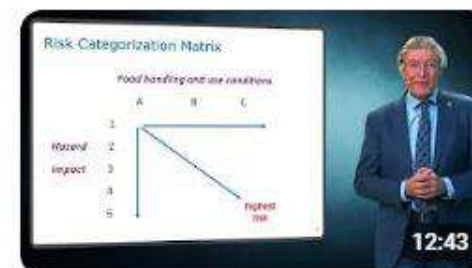 Risk Categorization Matrix
Food handling and use conditions
A B C
1
Hazard 2
Impact 3
4
5
highest
risk
12:43